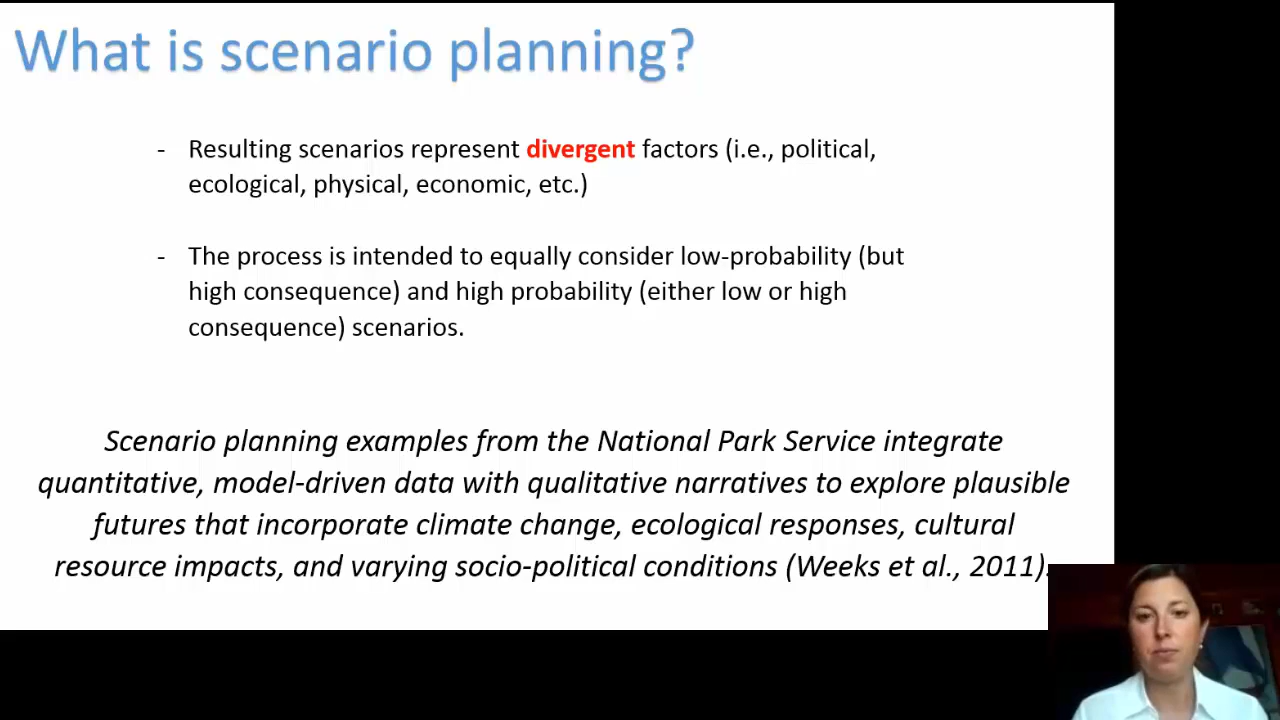 What is scenario planning?
- Resulting scenarios represent divergent factors (i.e., political,
ecological, physical, economic, etc.)
- The process is intended to equally consider low-probability (but
high consequence) and high probability (either low or high
consequence) scenarios.
Scenario planning examples from the National Park Service integrate
quantitative, model-driven data with qualitative narratives to explore plausible
futures that incorporate climate change, ecological responses, cultural
resource impacts, and varying socio-political conditions (Weeks et al., 2011).